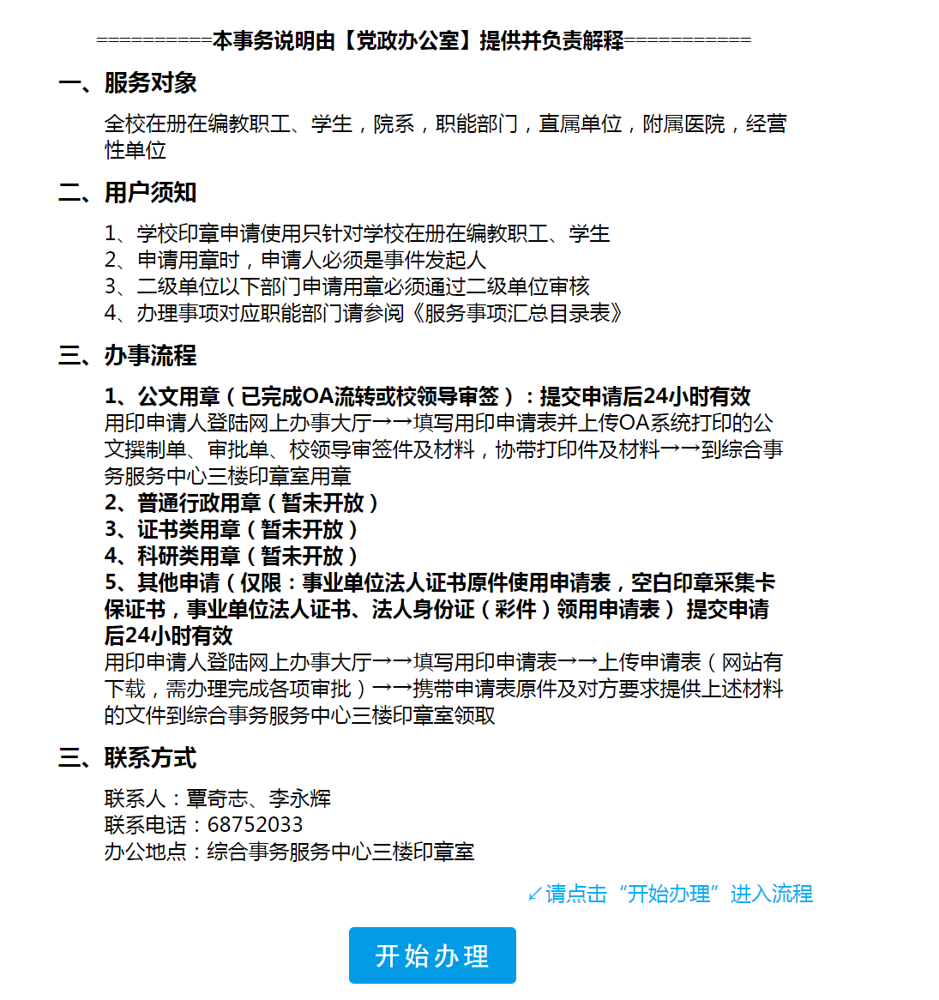 ==========本事务说明由【党政办公室】提供并负责解释===========
一、服务对象
全校在册在编教职工、学生，院系，职能部门，直属单位，附属医院，经营
性单位
二、用户须知
1、学校印章申请使用只针对学校在册在编教职工、学生
2、申请用章时，申请人必须是事件发起人
3、二级单位以下部门申请用章必须通过二级单位审核
4、办理事项对应职能部门请参阅《服务事项汇总目录表》
三、办事流程
1、公文用章（已完成OA流转或校领导审签）：提交申请后24小时有效
用印申请人登陆网上办事大厅→→填写用印申请表并上传OA系统打印的公
文撰制单、审批单、校领导审签件及材料，协带打印件及材料→→到综合事
务服务中心三楼印章室用章
2、普通行政用章（暂未开放）
3、证书类用章（暂未开放）
4、科研类用章（暂未开放）
5、其他申请（仅限：事业单位法人证书原件使用申请表，空白印章采集卡
保证书，事业单位法人证书、法人身份证（彩件）领用申请表） 提交申请
后24小时有效
用印申请人登陆网上办事大厅→→填写用印申请表→→上传申请表（网站有
下载，需办理完成各项审批）→→携带申请表原件及对方要求提供上述材料
的文件到综合事务服务中心三楼印章室领取
三、联系方式
联系人：覃奇志、李永辉
联系电话：68752033
办公地点：综合事务服务中心三楼印章室
↙请点击“开始办理”进入流程
开始办理